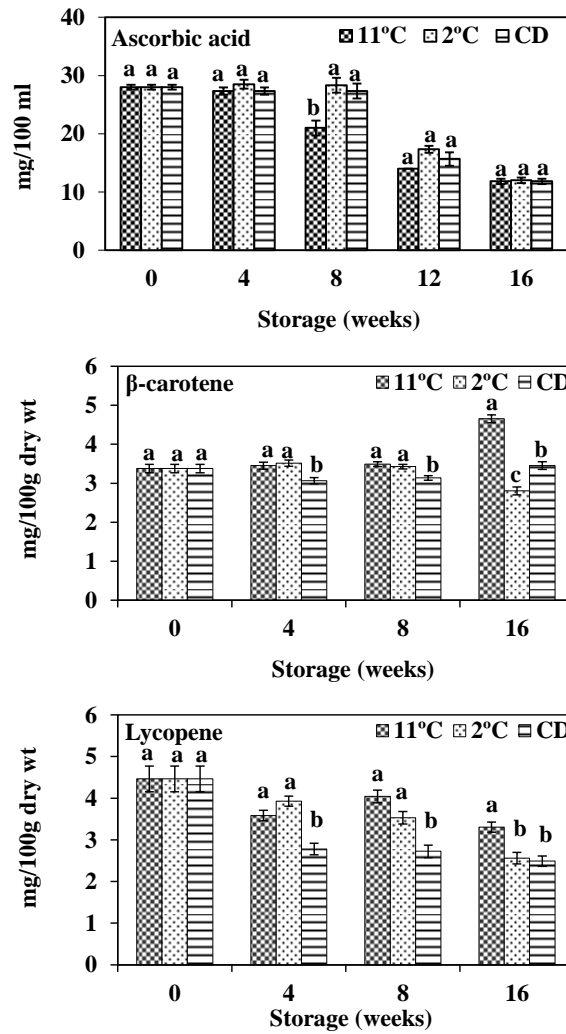 Ascorbic acid 11ºC 2ºC CD
mg/100 ml
40
30
20
10
0
a a a a a a b a a a a a a a a
0 4 8 12 16
Storage (weeks)
β-carotene 11ºC 2ºC CD
mg/100g dry wt
6
5
4
3
2
1
0
a a a a a b a a b a c b
0 4 8 16
Storage (weeks)
Lycopene 11ºC 2ºC CD
mg/100g dry wt
6
5
4
3
2
1
0
a a a a a b a a b a b b
0 4 8 16
Storage (weeks)